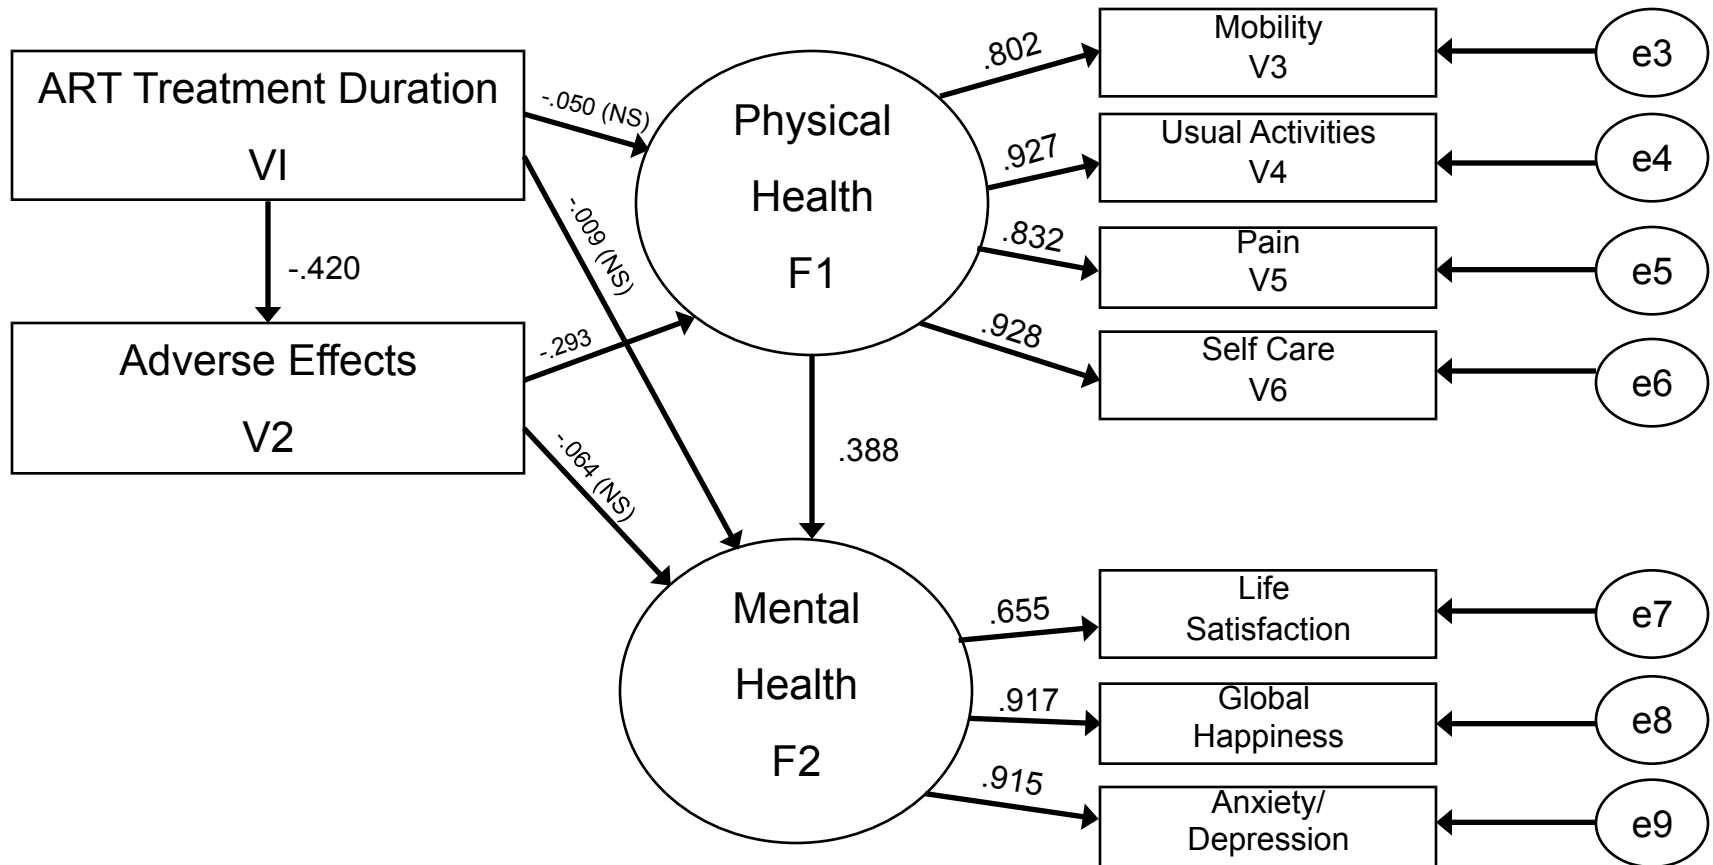 ART Treatment Duration
VI
-.050 (NS)
-.009 (NS)
-.420
Adverse Effects
V2
-.293
-.064 (NS)
Physical
Health
F1
.388
Mental
Health
F2
.802
Mobility
V3
e3
.927
Usual Activities
V4
e4
.832
Pain
V5
e5
.928
Self Care
V6
e6
.655
Life
Satisfaction
e7
.917
Global
Happiness
e8
.915
Anxiety/
Depression
e9